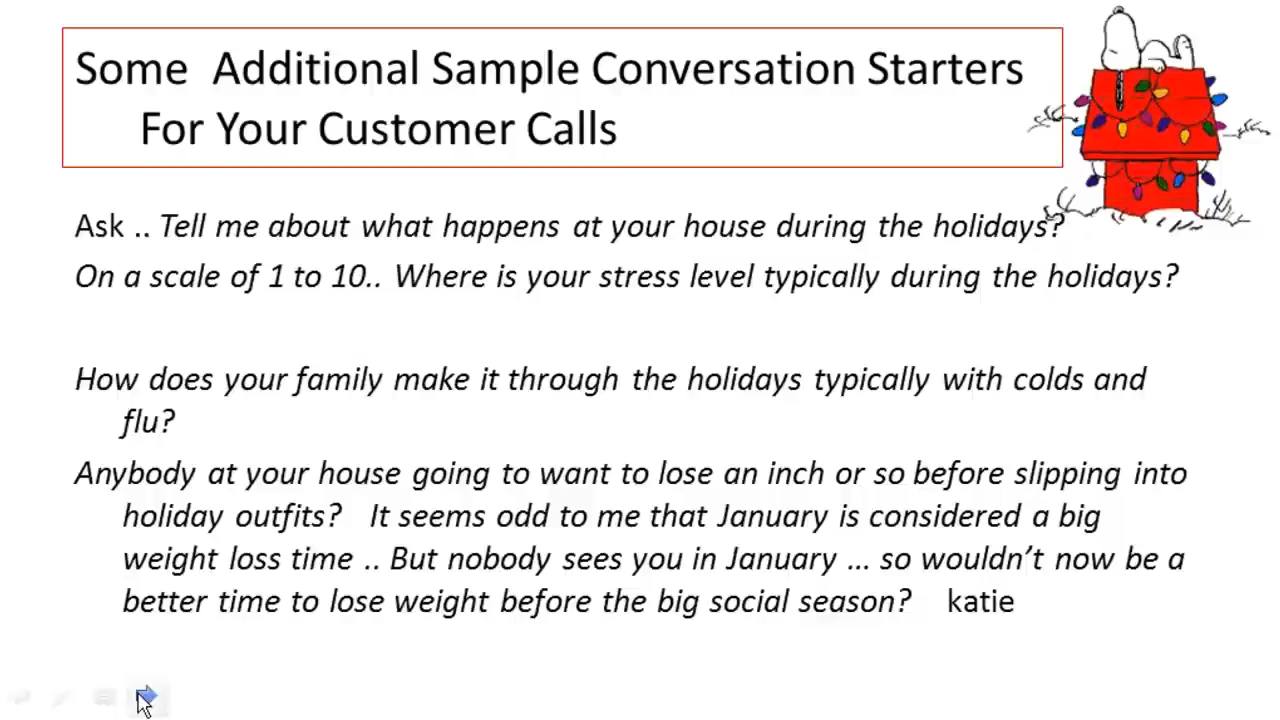 Some  Additional Sample Conversation Starters
For Your Customer Calls
Ask .. Tell me about what happens at your house during the holidays?
On a scale of 1 to 10.. Where is your stress level typically during the holidays?
How does your family make it through the holidays typically with colds and
flu?
Anybody at your house going to want to lose an inch or so before slipping into
holiday outfits?   It seems odd to me that January is considered a big
weight loss time .. But nobody sees you in January … so wouldn’t now be a
better time to lose weight before the big social season?    katie